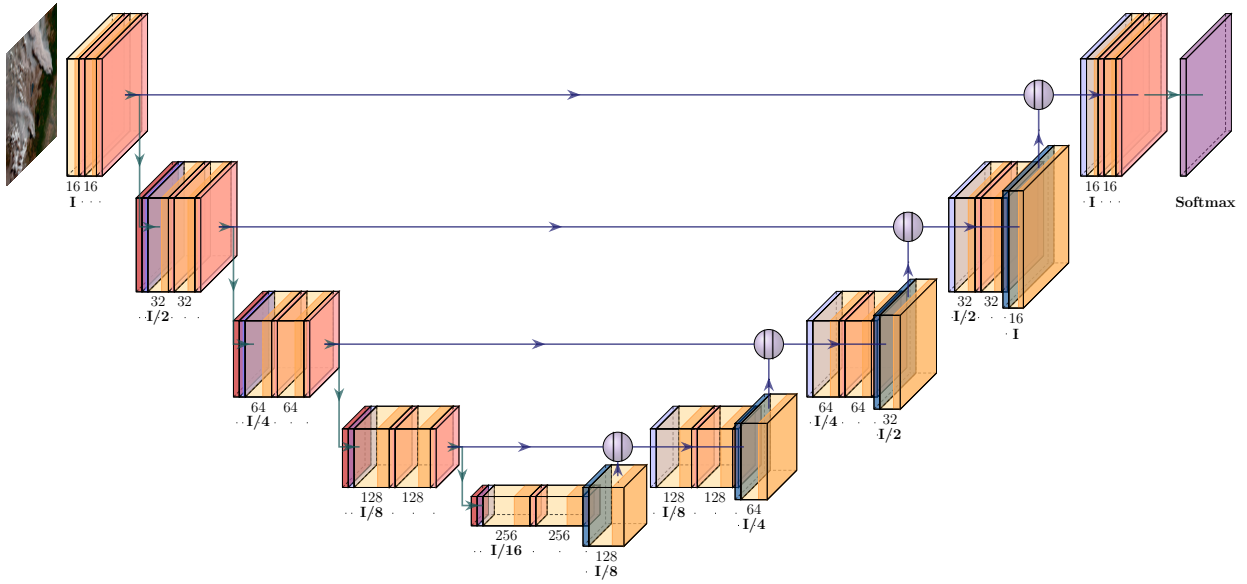 16 16
I
16 16
I
Softmax
32 32
I/2
32 32
I/2
16
I
64 64
I/4
64 64
I/4
32
I/2
128 128
I/8
128 128
I/8
64
I/4
256 256
I/16
128
I/8